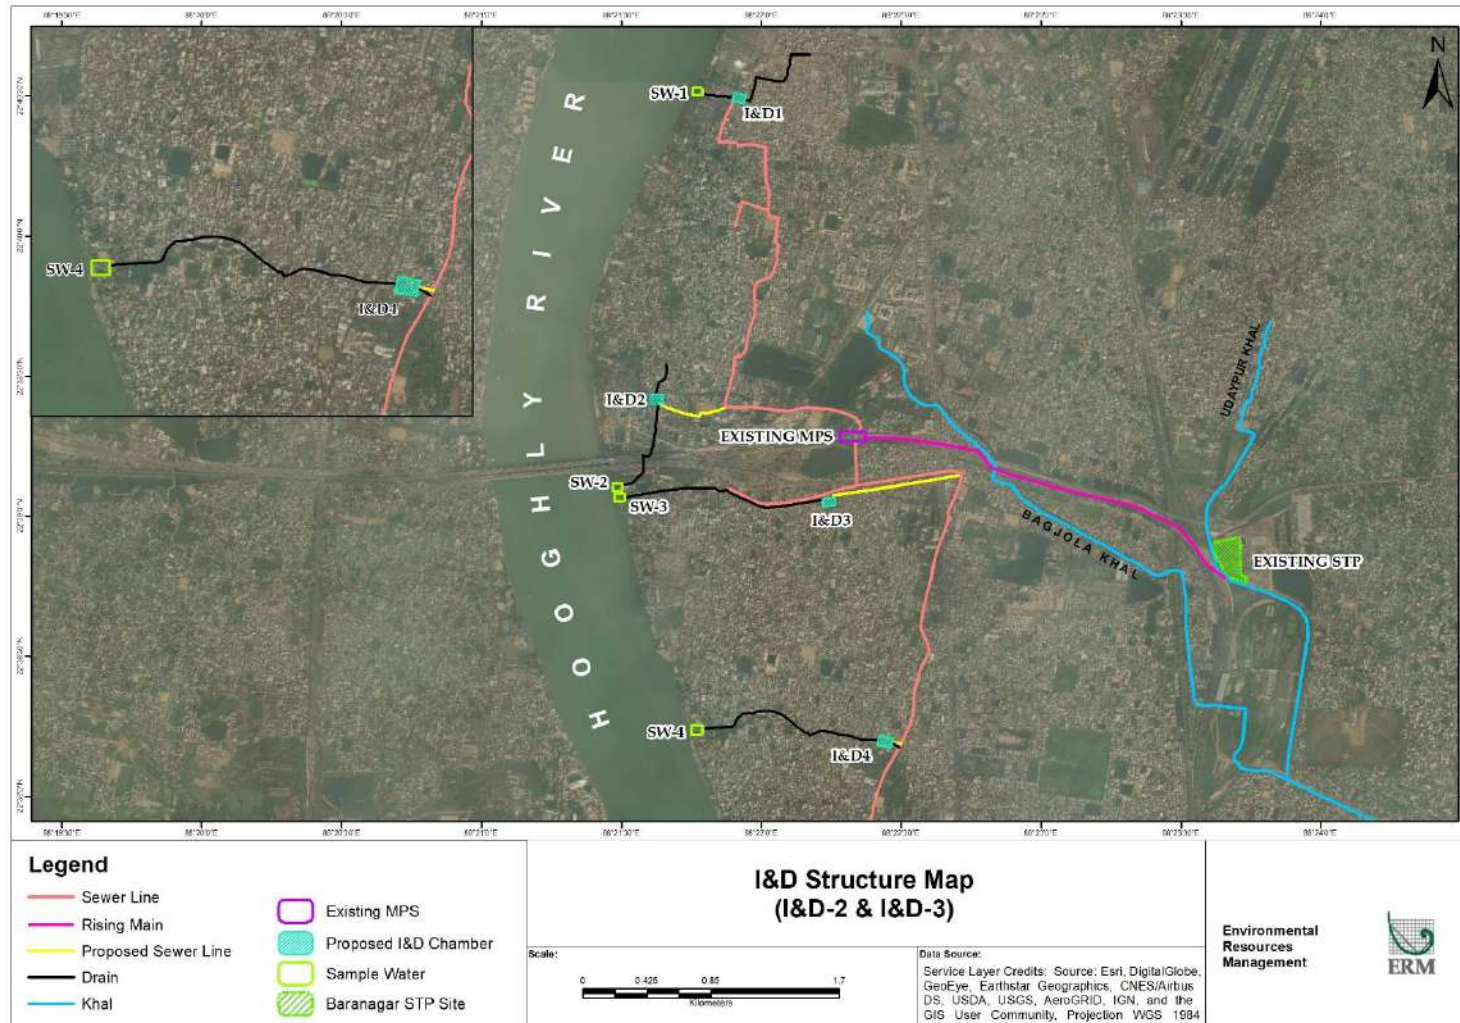 N
SW-1
I&D1
SW-4
I&D4
HOOGHLY RIVER
UDAYPUR KHAL
I&D2
EXISTING MPS
SW-2
SW-3
I&D3
BAGJOLA KHAL
EXISTING STP
SW-4
I&D4
Legend
Sewer Line
Rising Main
Proposed Sewer Line
Drain
Khal
Existing MPS
Proposed I&D Chamber
Sample Water
Baranagar STP Site
I&D Structure Map
(I&D-2 & I&D-3)
Scale:
0 0.425 0.85 1.7
Kilometers
Data Source:
Service Layer Credits: Source: Esri, DigitalGlobe,
GeoEye, Earthstar Geographics, CNES/Airbus
DS, USDA, USGS, AeroGRID, IGN, and the
GIS User Community, Projection WGS 1984
Environmental
Resources
Management
ERM